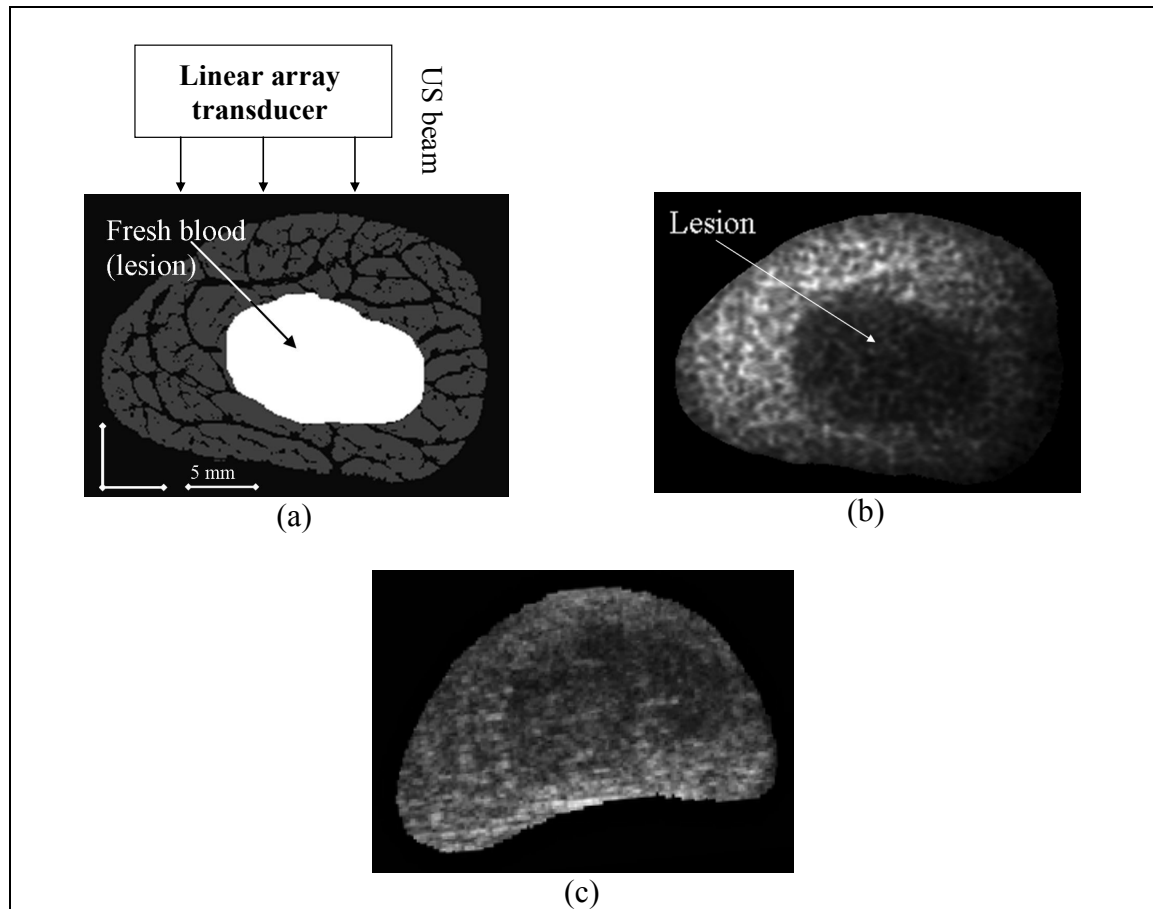 Linear array
transducer
US beam
Fresh blood
(lesion)
5 mm
(a)
Lesion
(b)
(c)